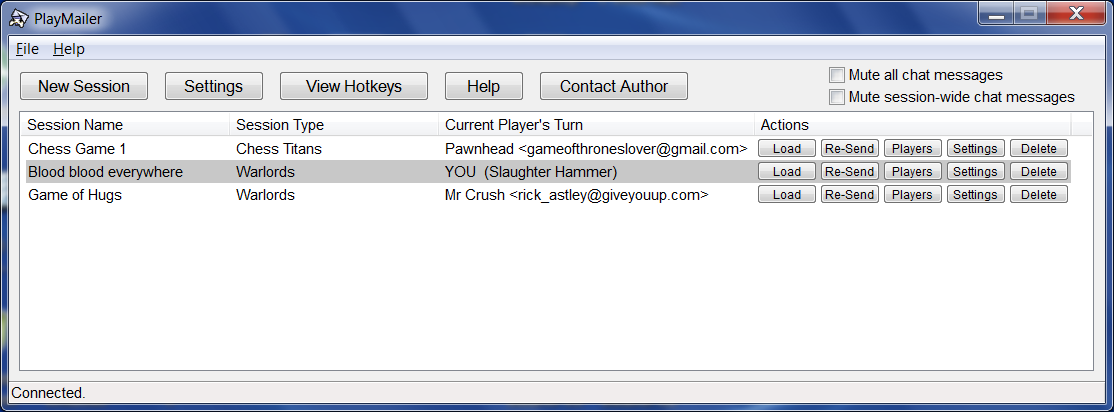 PlayMailer
File Help
New Session Settings View Hotkeys Help Contact Author
Mute all chat messages
Mute session-wide chat messages
Session Name Session Type Current Player's Turn Actions
Chess Game 1 Chess Titans Pawnhead <gameofthroneslover@gmail.com> Load Re-Send Players Settings Delete
Blood blood everywhere Warlords YOU (Slaughter Hammer) Load Re-Send Players Settings Delete
Game of Hugs Warlords Mr Crush <rick_astley@giveyouup.com> Load Re-Send Players Settings Delete
Connected.